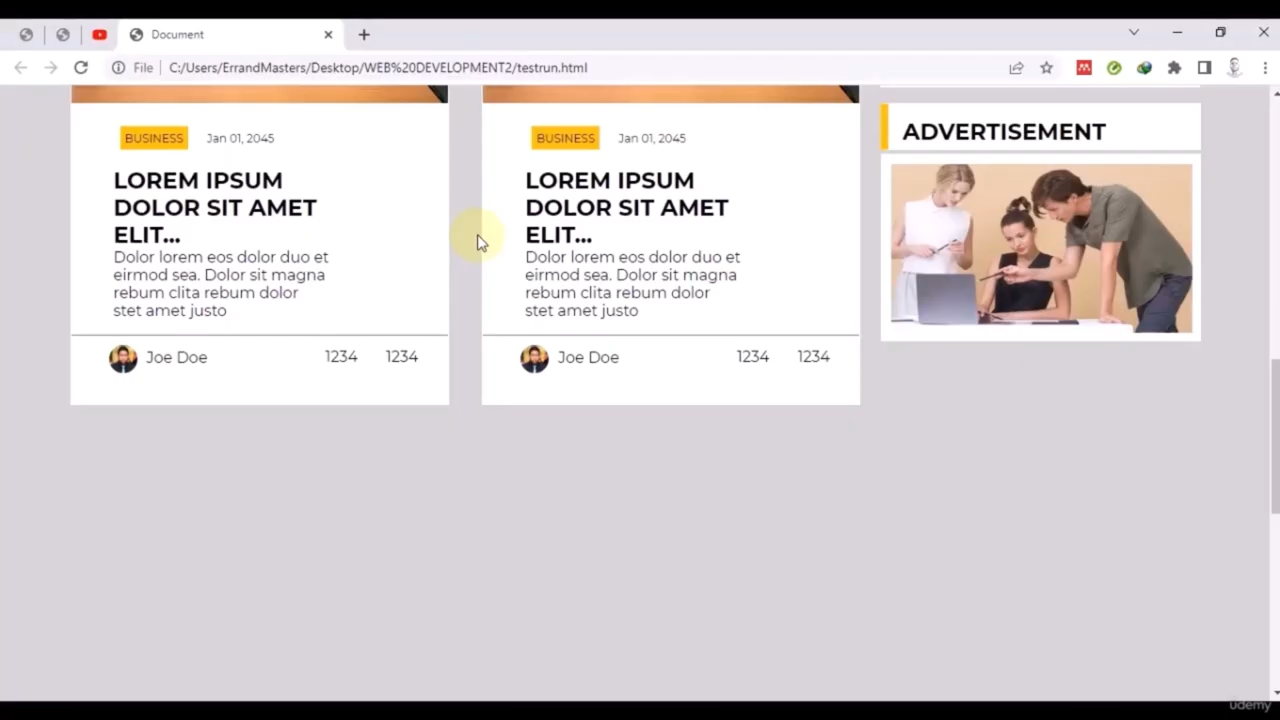 Document
File
C:/Users/ErrandMasters/Desktop/WEB%20DEVELOPMENT2/testrun.html
BUSINESS Jan 01, 2045
LOREM IPSUM
DOLOR SIT AMET
ELIT...
Dolor lorem eos dolor duo et
eirmod sea. Dolor sit magna
rebum clita rebum dolor
stet amet justo
Joe Doe 1234 1234
BUSINESS Jan 01, 2045
LOREM IPSUM
DOLOR SIT AMET
ELIT...
Dolor lorem eos dolor duo et
eirmod sea. Dolor sit magna
rebum clita rebum dolor
stet amet justo
Joe Doe 1234 1234
ADVERTISEMENT
udemy